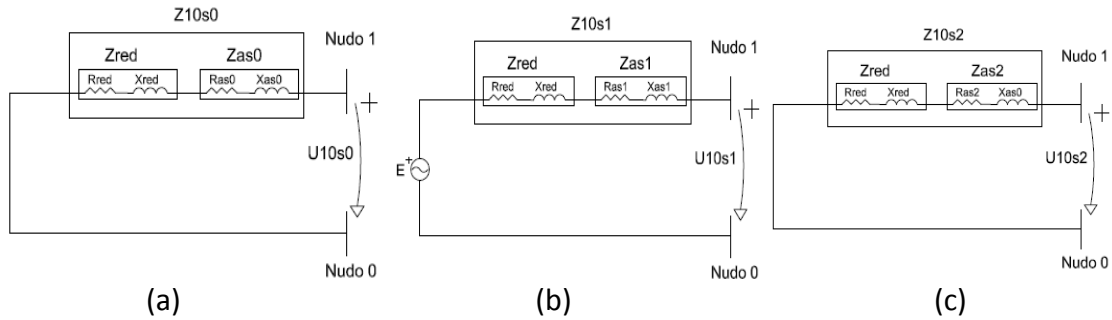 Z10s0
Zred Zas0
Rred Xred Ras0 Xas0
Nudo 1
+
U10s0
Nudo 0
(a)
Z10s1
Zred Zas1
Rred Xred Ras1 Xas1
Nudo 1
+
E +
U10s1
Nudo 0
(b)
Z10s2
Zred Zas2
Rred Xred Ras2 Xas0
Nudo 1
+
U10s2
Nudo 0
(c)